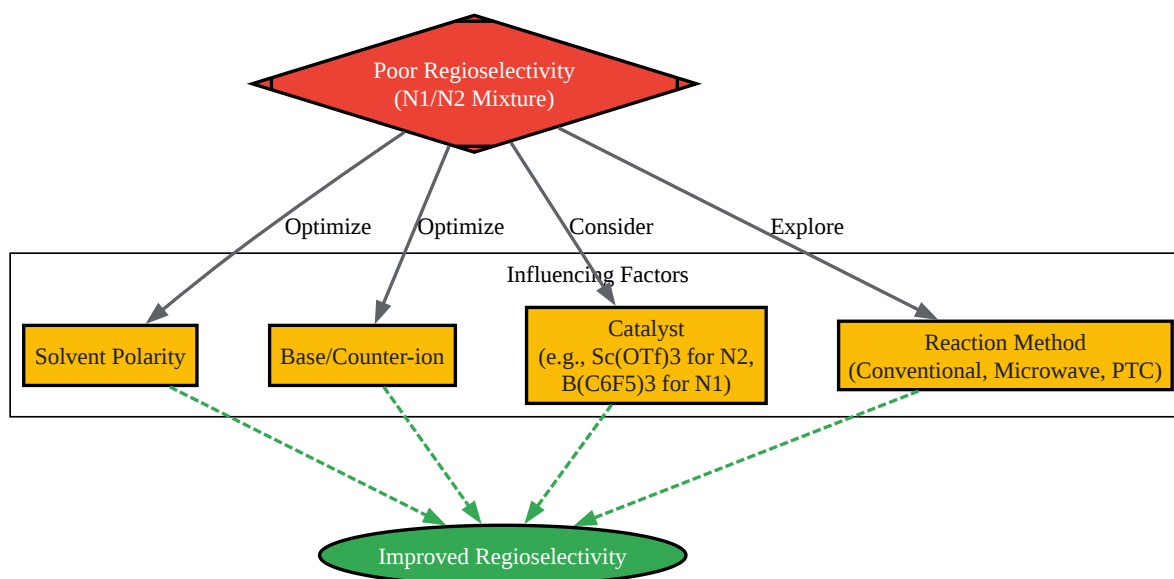 Poor Regioselectivity
(N1/N2 Mixture)
Optimize
Optimize
Consider
Explore
Influencing Factors
Solvent Polarity
Base/Counter-ion
Catalyst
(e.g., Sc(OTf)3 for N2,
B(C6F5)3 for N1)
Reaction Method
(Conventional, Microwave, PTC)
Improved Regioselectivity